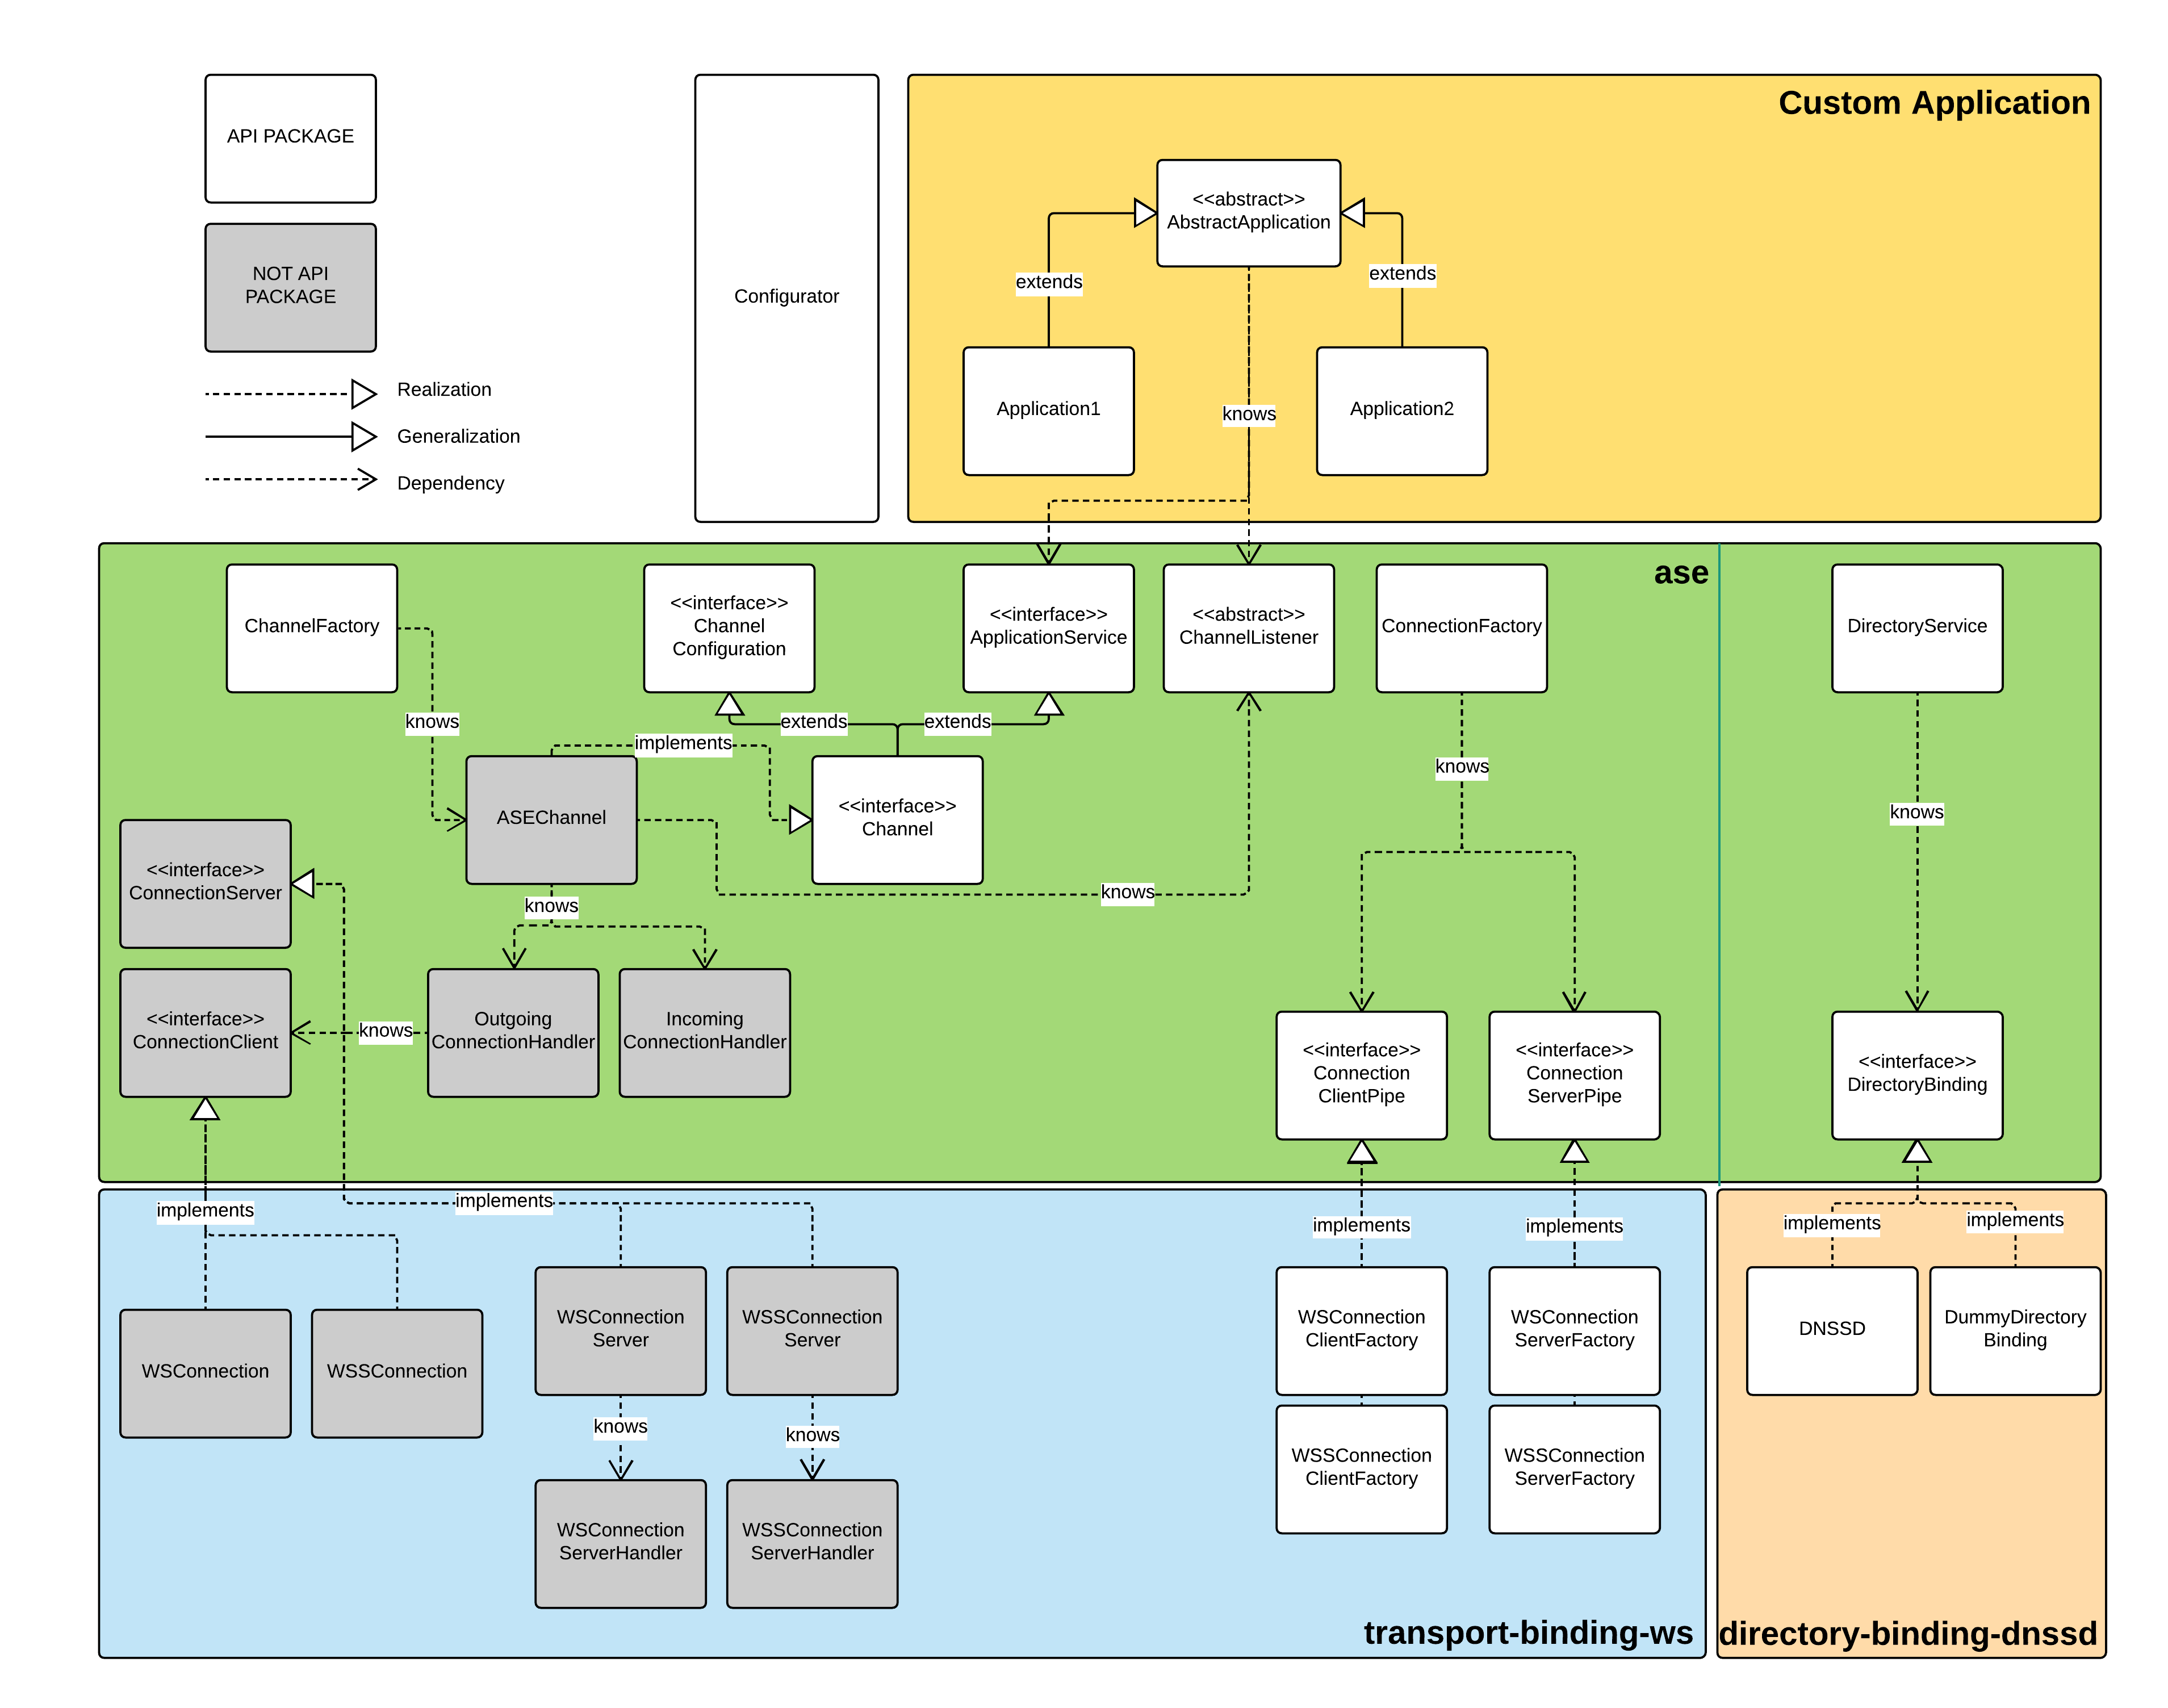 API PACKAGE
NOT API
PACKAGE
Realization
Generalization
Dependency
Configurator
Custom Application
<<abstract>>
AbstractApplication
extends
extends
Application1
knows
Application2
ase
ChannelFactory
<<interface>>
Channel
Configuration
<<interface>>
ApplicationService
<<abstract>>
ChannelListener
ConnectionFactory
DirectoryService
knows
extends
extends
implements
knows
knows
ASEChannel
<<interface>>
Channel
<<interface>>
ConnectionServer
knows
knows
<<interface>>
ConnectionClient
knows
Outgoing
ConnectionHandler
Incoming
ConnectionHandler
<<interface>>
Connection
ClientPipe
<<interface>>
Connection
ServerPipe
<<interface>>
DirectoryBinding
implements
implements
implements
implements
implements
implements
WSConnection
WSSConnection
WSConnection
Server
WSSConnection
Server
WSConnection
ClientFactory
WSConnection
ServerFactory
DNSSD
DummyDirectory
Binding
knows
knows
WSSConnection
ClientFactory
WSSConnection
ServerFactory
WSConnection
ServerHandler
WSSConnection
ServerHandler
transport-binding-ws
directory-binding-dnssd